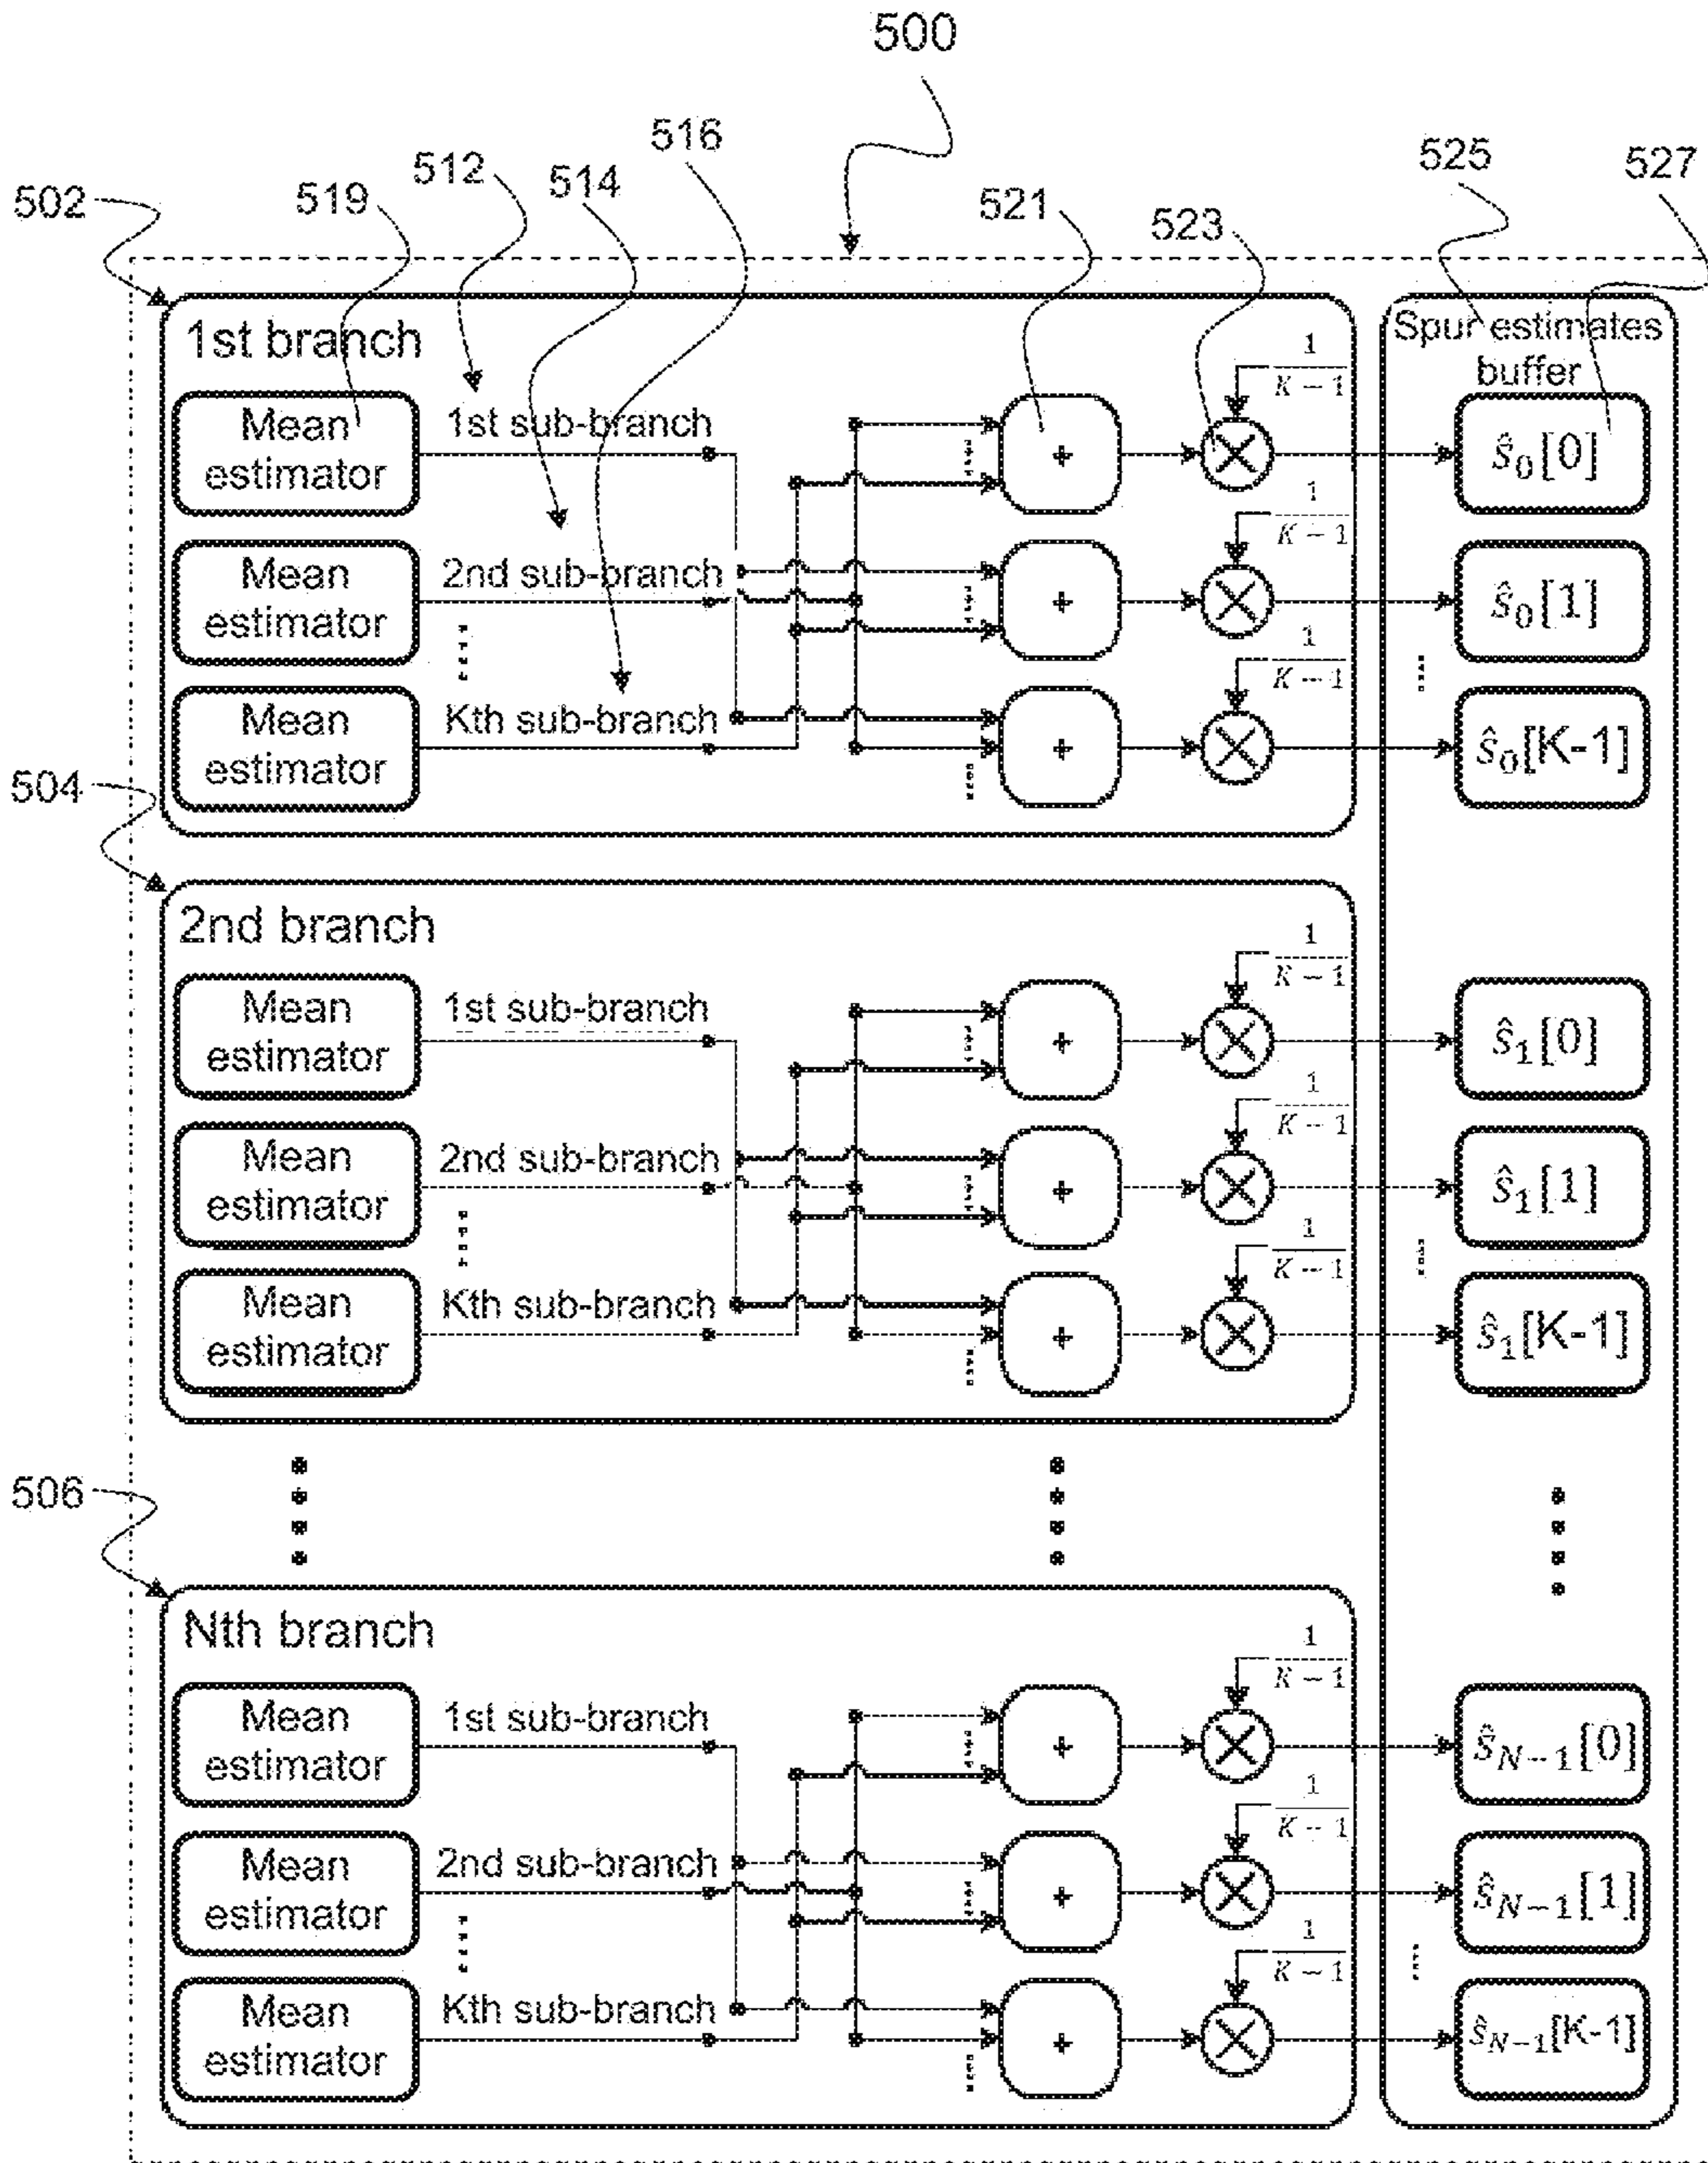 500
516
512
514
525
527
502
519
521
523
1st branch
Spur estimates
buffer
1
K − 1
Mean
estimator
1st sub-branch
+
ŝ₀[0]
1
K − 1
Mean
estimator
2nd sub-branch
+
ŝ₀[1]
1
K − 1
Mean
estimator
Kth sub-branch
+
ŝ₀[K-1]
504
2nd branch
1
K − 1
Mean
estimator
1st sub-branch
+
ŝ₁[0]
1
K − 1
Mean
estimator
2nd sub-branch
+
ŝ₁[1]
1
K − 1
Mean
estimator
Kth sub-branch
+
ŝ₁[K-1]
506
Nth branch
1
K − 1
Mean
estimator
1st sub-branch
+
ŝ_{N−1}[0]
1
K − 1
Mean
estimator
2nd sub-branch
+
ŝ_{N−1}[1]
1
K − 1
Mean
estimator
Kth sub-branch
+
ŝ_{N−1}[K-1]